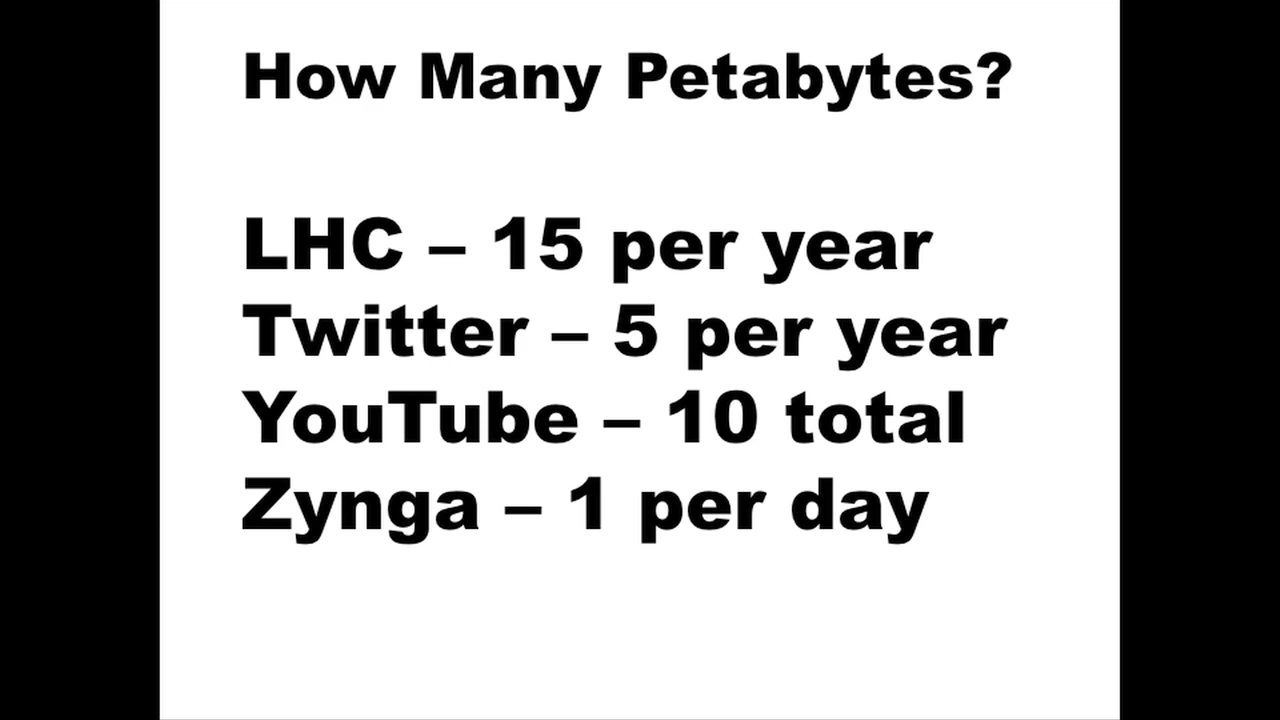 How Many Petabytes?
LHC – 15 per year
Twitter – 5 per year
YouTube – 10 total
Zynga – 1 per day